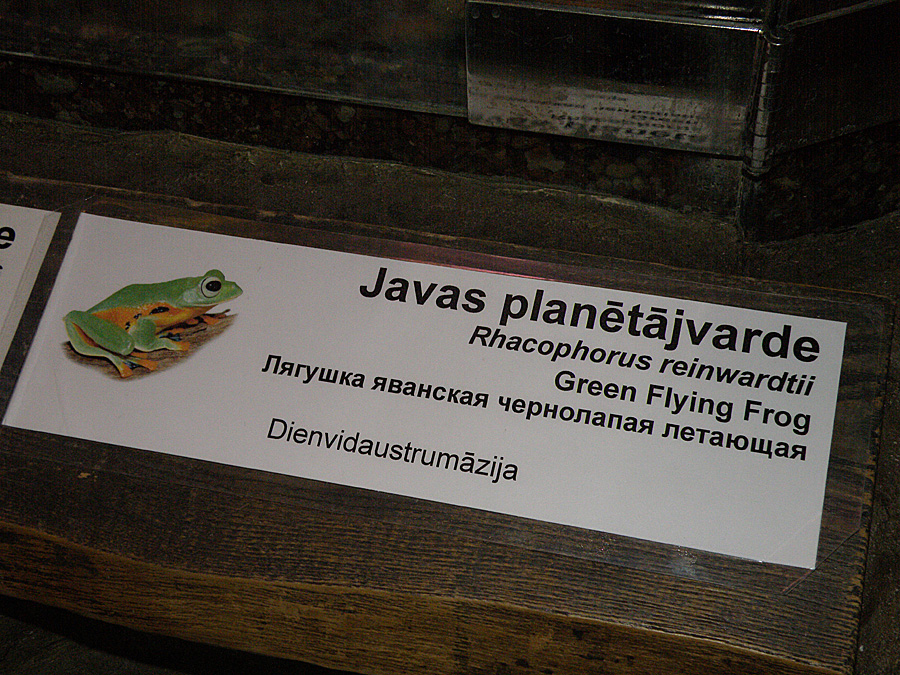 Javas planētājvarde
Rhacophorus reinwardtii
Green Flying Frog
Лягушка яванская чернолапая летающая
Dienvidaustrumāzija
e